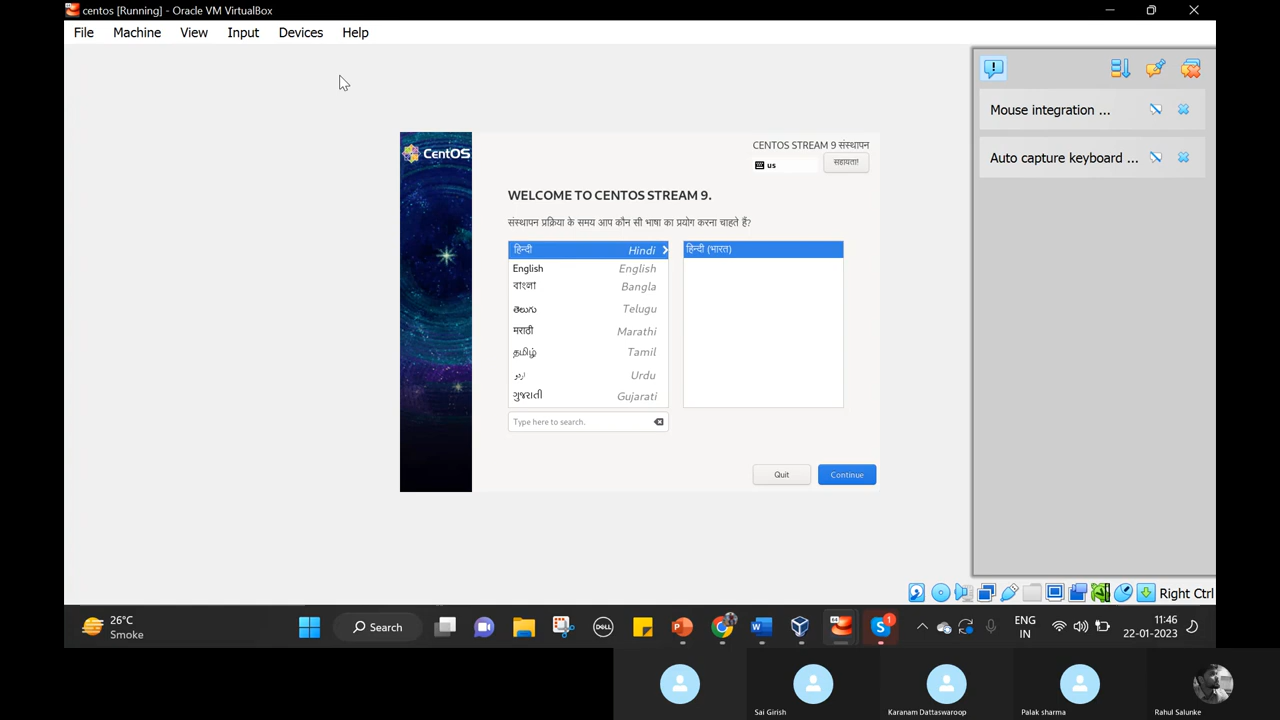 centos [Running] - Oracle VM VirtualBox
File Machine View Input Devices Help
Mouse integration ...
Auto capture keyboard ...
CentOS
CENTOS STREAM 9 संस्थापन
us
सहायता!
WELCOME TO CENTOS STREAM 9.
संस्थापन प्रक्रिया के समय आप कौन सी भाषा का प्रयोग करना चाहते हैं?
हिन्दी Hindi
हिन्दी (भारत)
English English
বাংলা Bangla
తెలుగు Telugu
मराठी Marathi
தமிழ் Tamil
اردو Urdu
ગુજરાતી Gujarati
Type here to search.
Quit
Continue
Right Ctrl
26°C
Smoke
Search
DELL
1
ENG
IN
11:46
22-01-2023
Sai Girish
Karanam Dattaswaroop
Palak sharma
Rahul Salunke